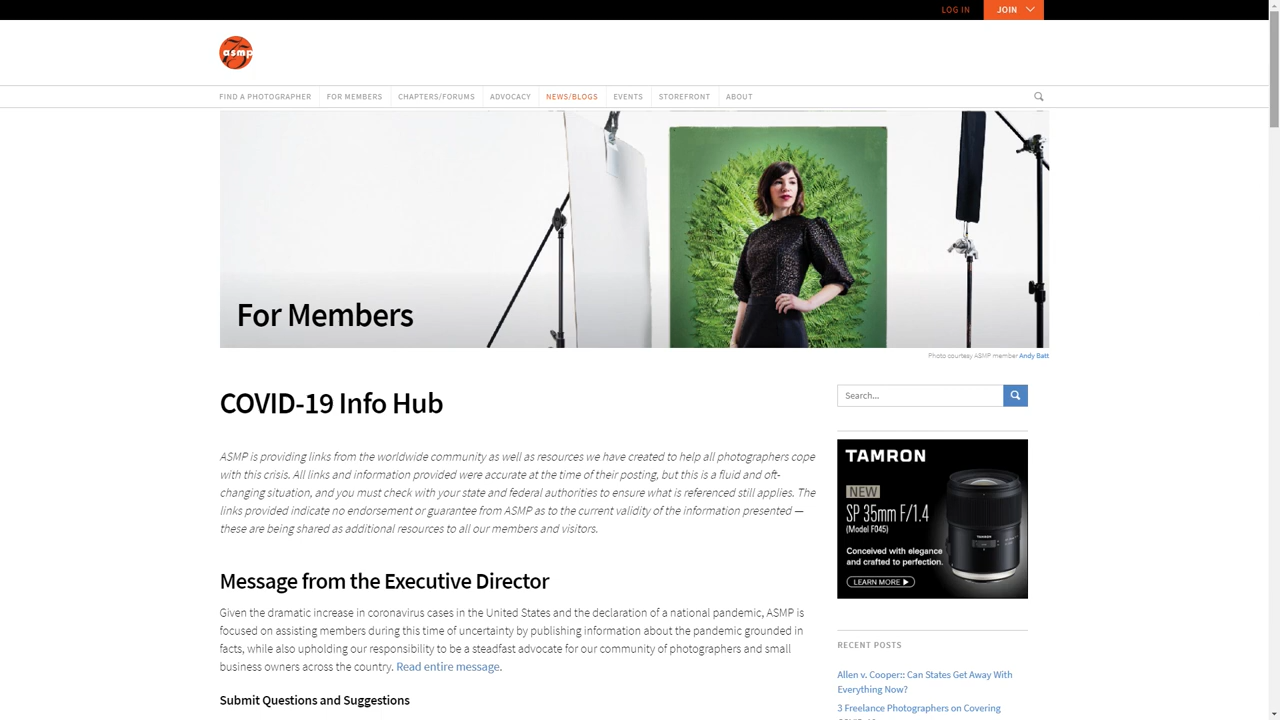 LOG IN
JOIN
asmp
FIND A PHOTOGRAPHER
FOR MEMBERS
CHAPTERS/FORUMS
ADVOCACY
NEWS/BLOGS
EVENTS
STOREFRONT
ABOUT
For Members
Photo courtesy ASMP member Andy Batt
COVID-19 Info Hub
ASMP is providing links from the worldwide community as well as resources we have created to help all photographers cope
with this crisis. All links and information provided were accurate at the time of their posting, but this is a fluid and oft-
changing situation, and you must check with your state and federal authorities to ensure what is referenced still applies. The
links provided indicate no endorsement or guarantee from ASMP as to the current validity of the information presented —
these are being shared as additional resources to all our members and visitors.
Message from the Executive Director
Given the dramatic increase in coronavirus cases in the United States and the declaration of a national pandemic, ASMP is
focused on assisting members during this time of uncertainty by publishing information about the pandemic grounded in
facts, while also upholding our responsibility to be a steadfast advocate for our community of photographers and small
business owners across the country. Read entire message.
Submit Questions and Suggestions
Search...
TAMRON
NEW
SP 35mm F/1.4
(Model F045)
Conceived with elegance
and crafted to perfection.
LEARN MORE
TAMRON
RECENT POSTS
Allen v. Cooper:: Can States Get Away With
Everything Now?
3 Freelance Photographers on Covering